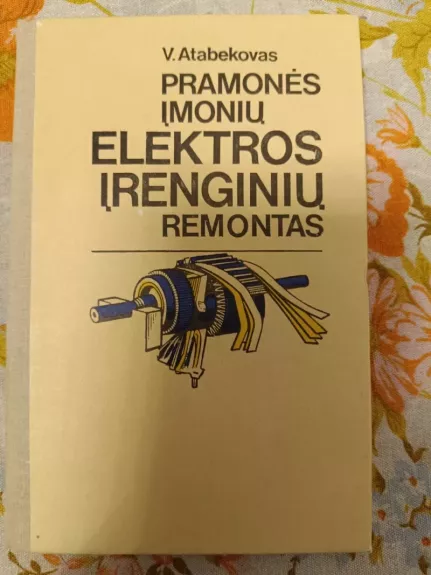 V. Atabekovas
PRAMONĖS
ĮMONIŲ
ELEKTROS
ĮRENGINIŲ
REMONTAS